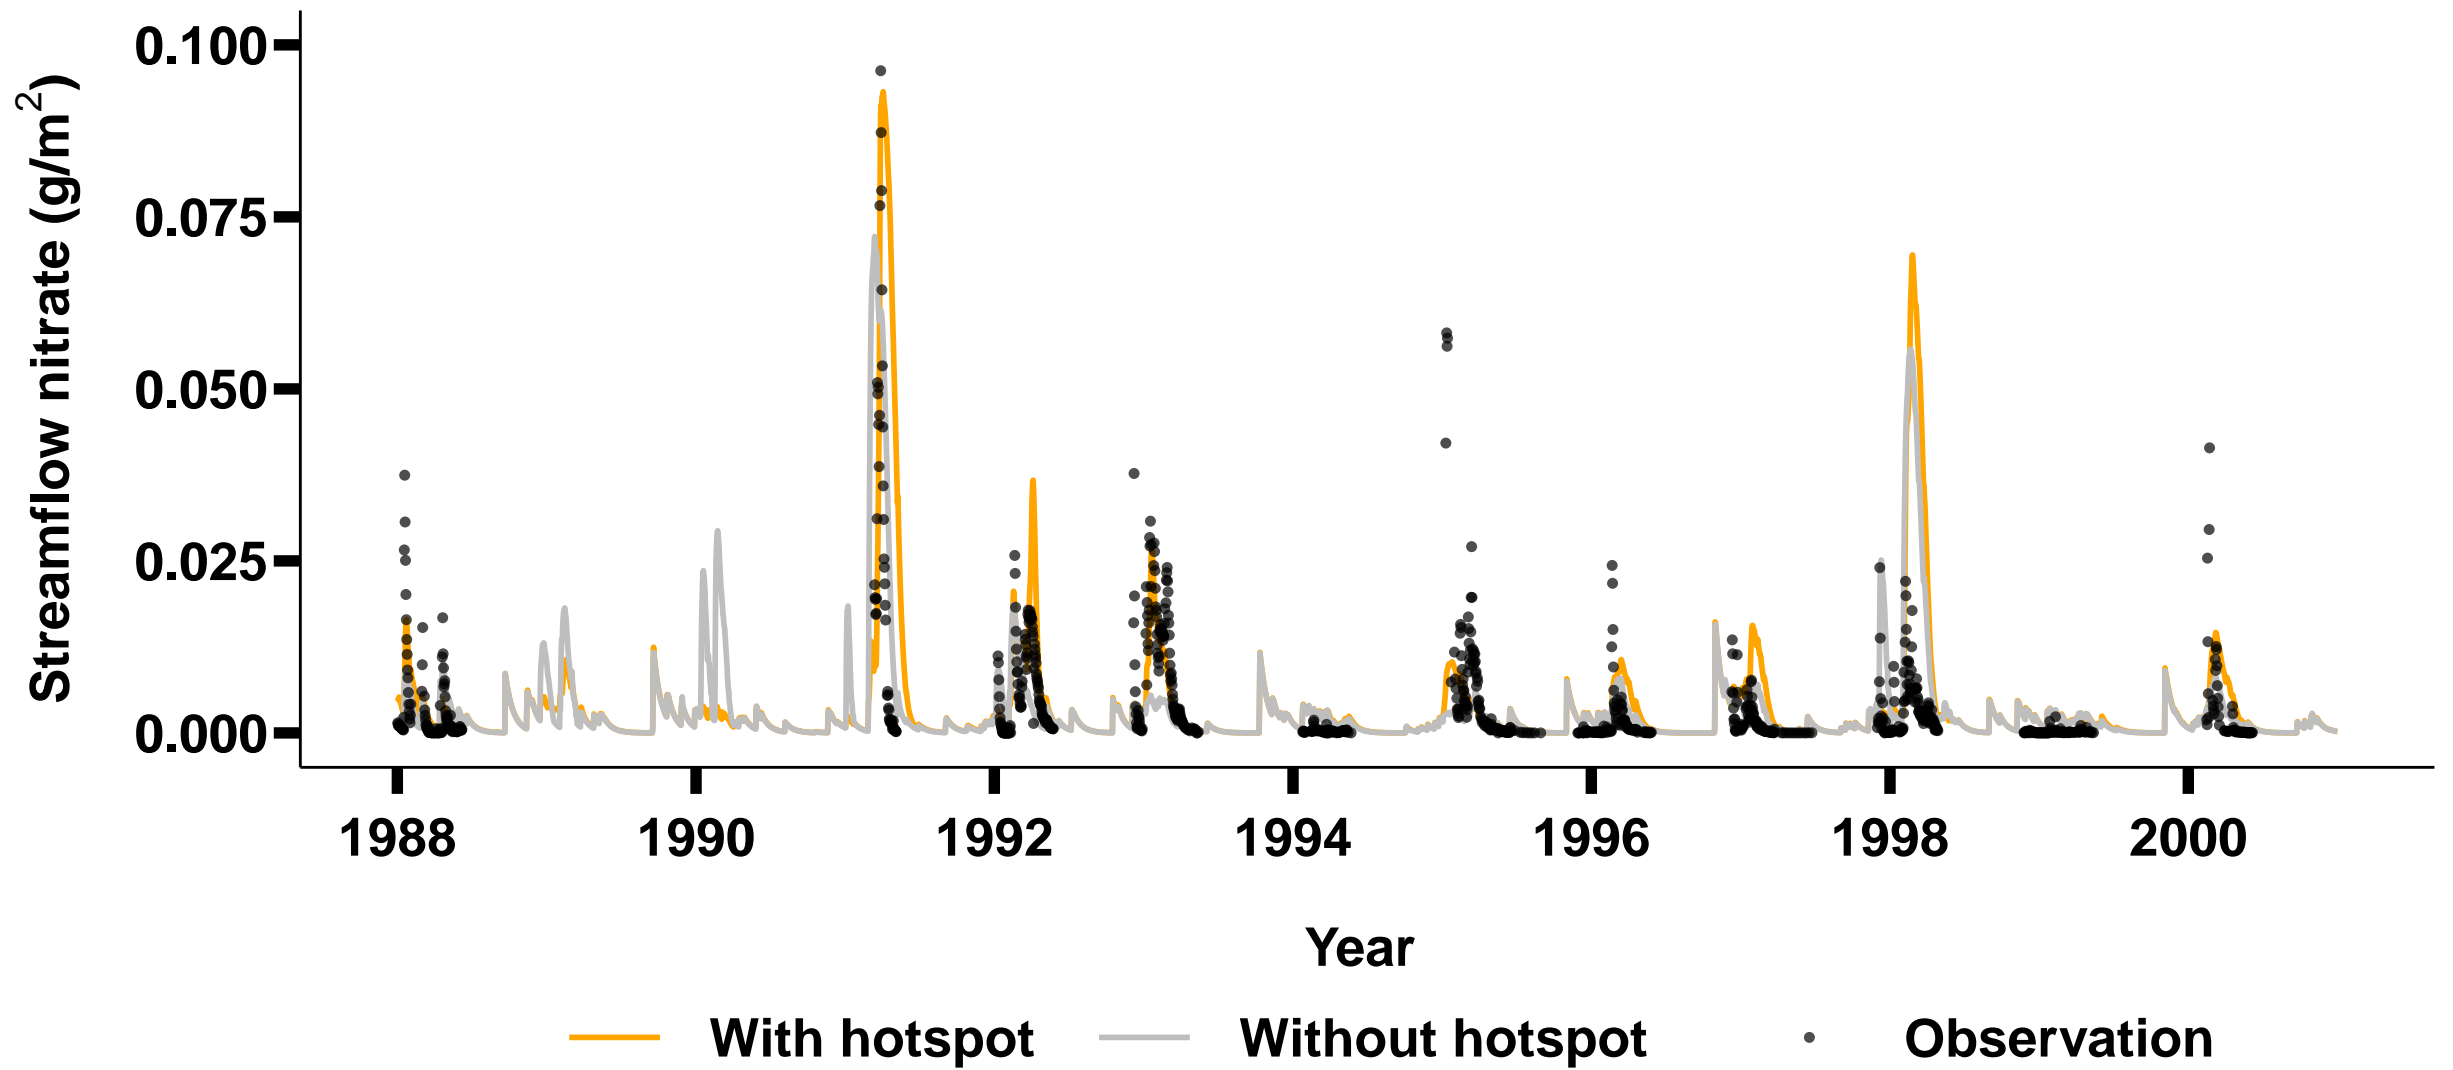 Streamflow nitrate (g/m²)
0.100
0.075
0.050
0.025
0.000
1988 1990 1992 1994 1996 1998 2000
Year
With hotspot Without hotspot Observation